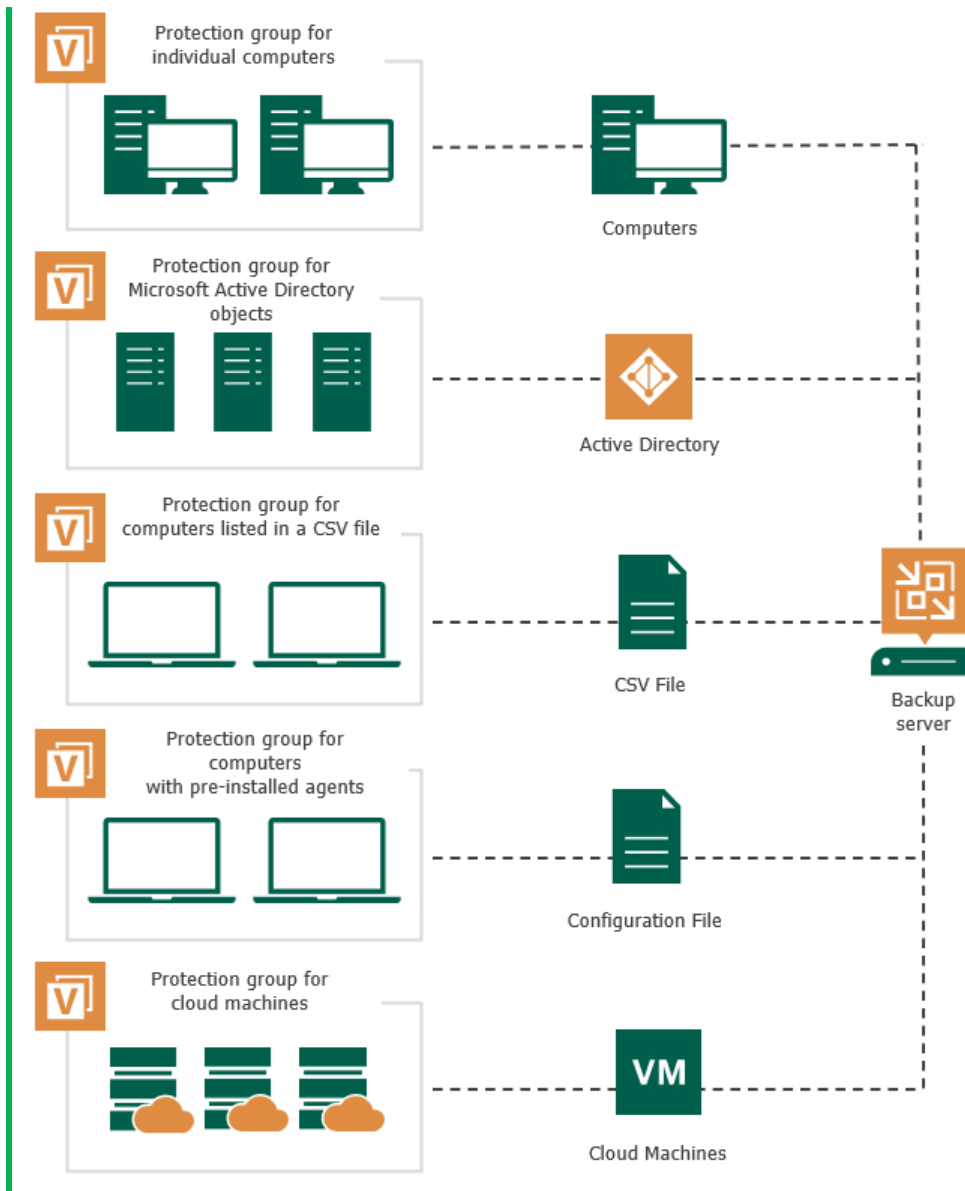 V
Protection group for
individual computers
Computers
V
Protection group for
Microsoft Active Directory
objects
Active Directory
V
Protection group for
computers listed in a CSV file
CSV File
Backup
server
V
Protection group for
computers
with pre-installed agents
Configuration File
V
Protection group for
cloud machines
VM
Cloud Machines